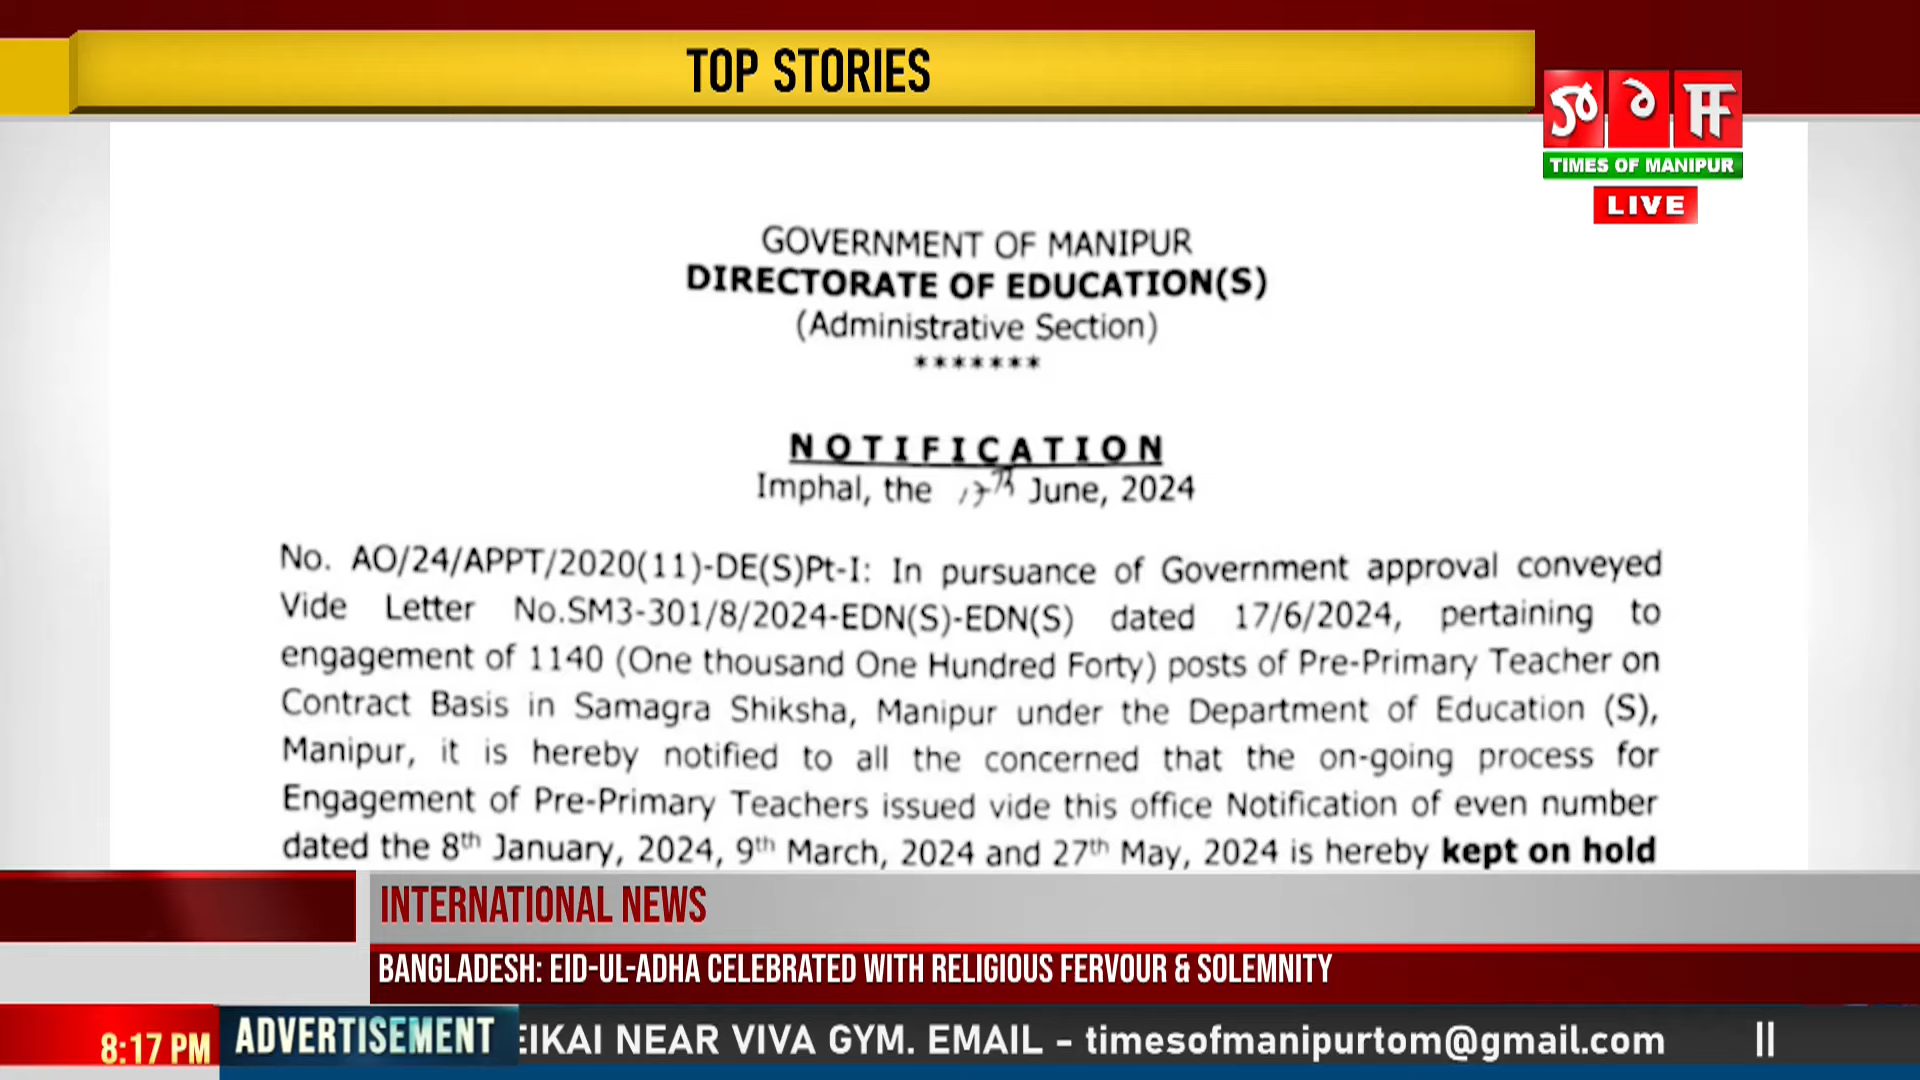 TOP STORIES
TIMES OF MANIPUR
LIVE
GOVERNMENT OF MANIPUR
DIRECTORATE OF EDUCATION(S)
(Administrative Section)
*******
NOTIFICATION
Imphal, the 17th June, 2024
No. AO/24/APPT/2020(11)-DE(S)Pt-I: In pursuance of Government approval conveyed
Vide Letter No.SM3-301/8/2024-EDN(S)-EDN(S) dated 17/6/2024, pertaining to
engagement of 1140 (One thousand One Hundred Forty) posts of Pre-Primary Teacher on
Contract Basis in Samagra Shiksha, Manipur under the Department of Education (S),
Manipur, it is hereby notified to all the concerned that the on-going process for
Engagement of Pre-Primary Teachers issued vide this office Notification of even number
dated the 8th January, 2024, 9th March, 2024 and 27th May, 2024 is hereby kept on hold
INTERNATIONAL NEWS
BANGLADESH: EID-UL-ADHA CELEBRATED WITH RELIGIOUS FERVOUR & SOLEMNITY
8:17 PM
ADVERTISEMENT
EIKAI NEAR VIVA GYM. EMAIL – timesofmanipurtom@gmail.com ||